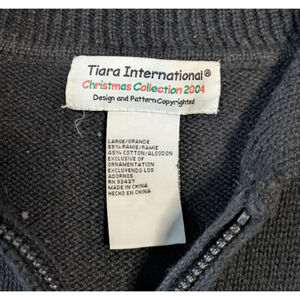 Tiara International®
Christmas Collection 2004
Design and Pattern Copyrighted
LARGE/GRANDE
55% RAMIE/RAMIE
45% COTTON/ALGODON
EXCLUSIVE OF
ORNAMENTATION
EXCLUYENDO LOS
ADORNOS
RN 93437
MADE IN CHINA
HECHO EN CHINA